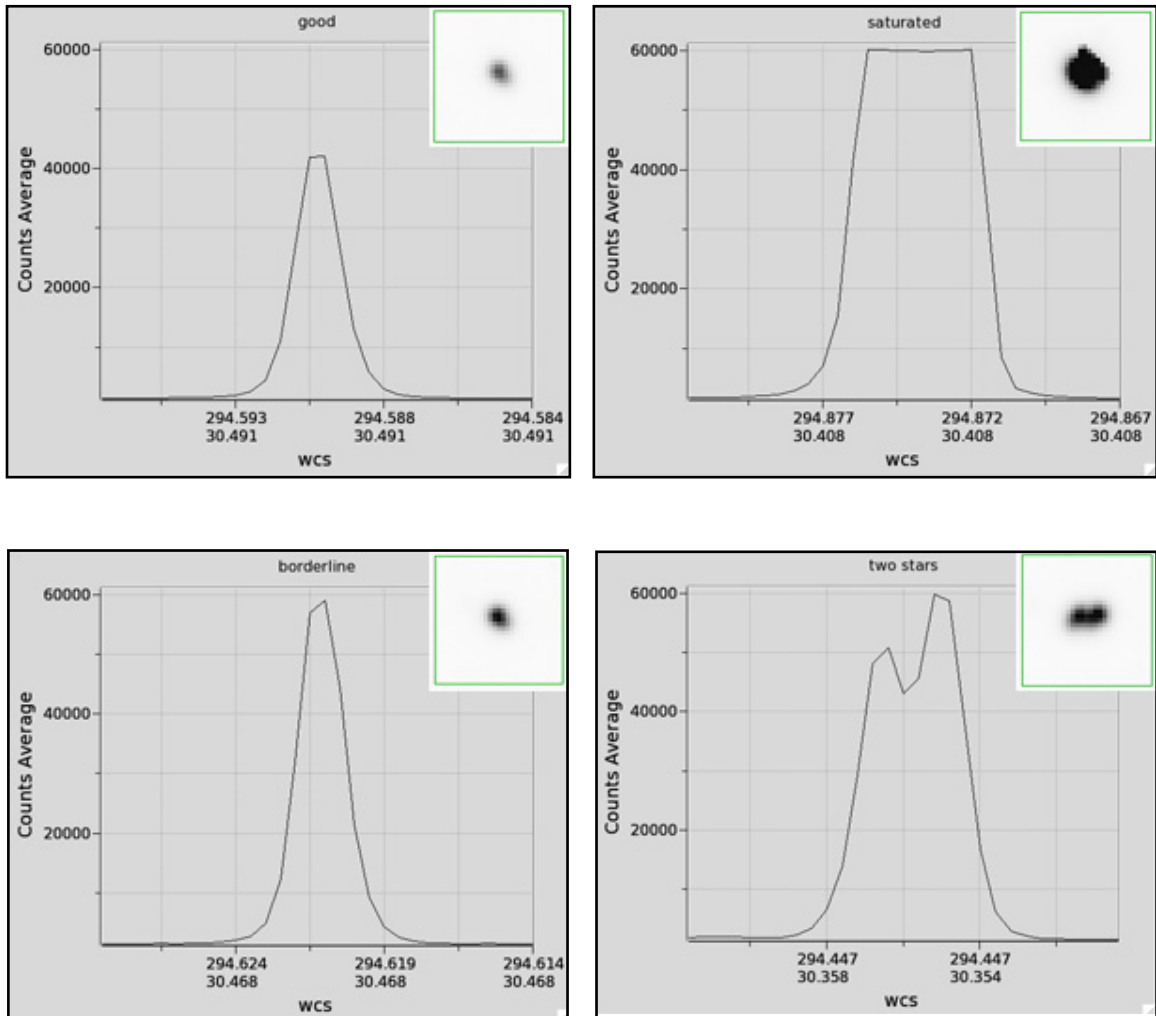 good
60000
40000
20000
Counts Average
294.593 294.588 294.584
30.491 30.491 30.491
WCS
saturated
60000
40000
20000
Counts Average
294.877 294.872 294.867
30.408 30.408 30.408
WCS
borderline
60000
40000
20000
Counts Average
294.624 294.619 294.614
30.468 30.468 30.468
WCS
two stars
60000
40000
20000
Counts Average
294.447 294.447
30.358 30.354
WCS